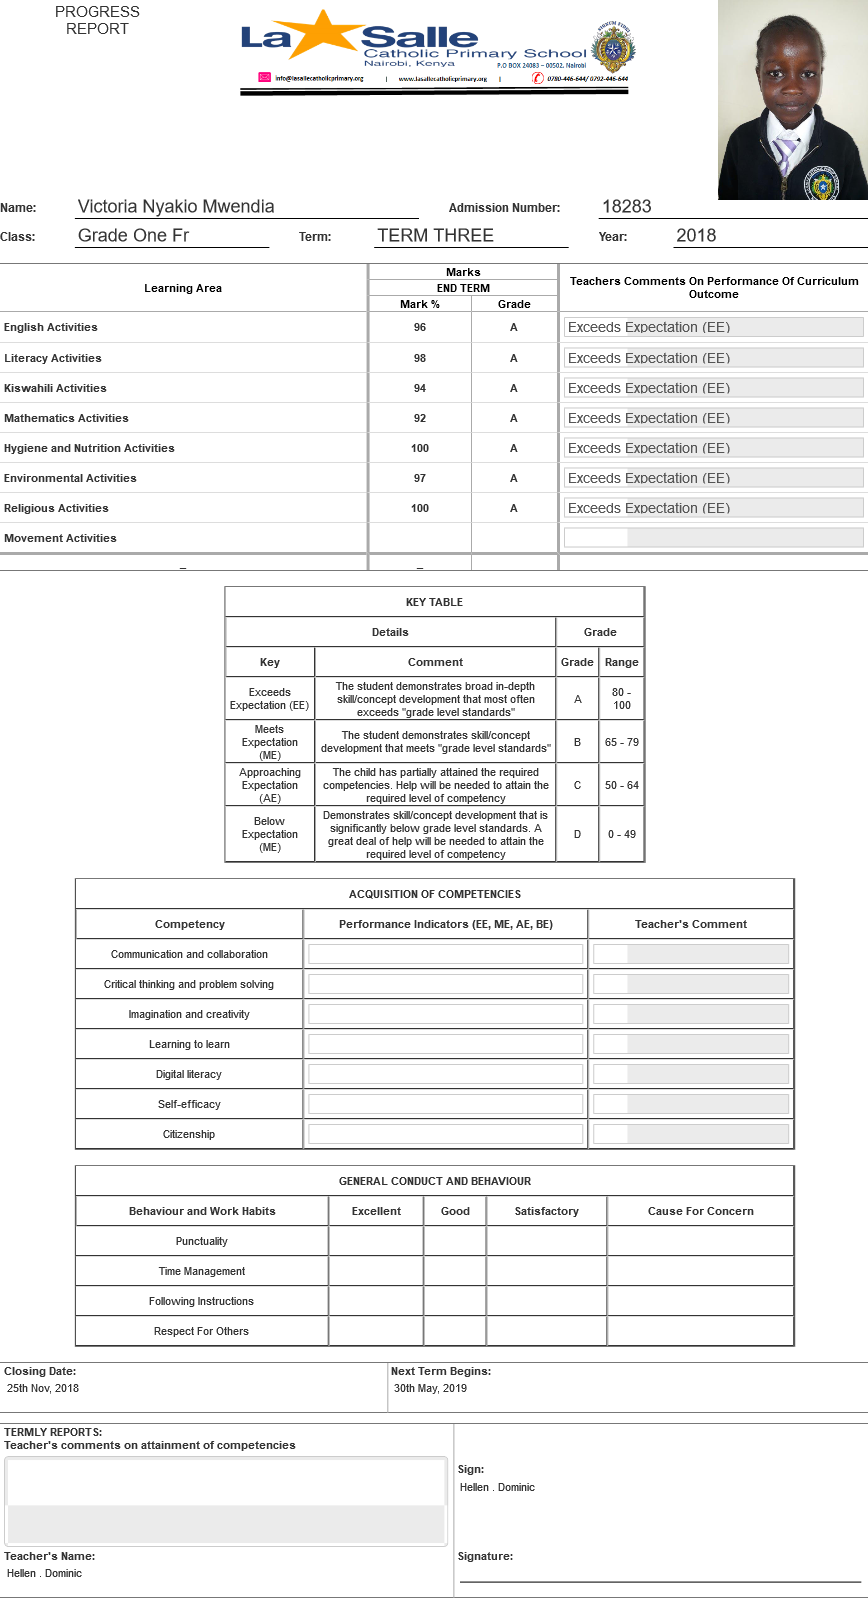 PROGRESS
REPORT
La Salle
Catholic Primary School
Nairobi, Kenya
P.O BOX 24083 – 00502, Nairobi
info@lasallecatholicprimary.org | www.lasallecatholicprimary.org | 0780-446-644/ 0792-446-644
Name: Victoria Nyakio Mwendia Admission Number: 18283
Class: Grade One Fr Term: TERM THREE Year: 2018
Learning Area Marks Teachers Comments On Performance Of Curriculum Outcome
END TERM
Mark % Grade
English Activities 96 A Exceeds Expectation (EE)
Literacy Activities 98 A Exceeds Expectation (EE)
Kiswahili Activities 94 A Exceeds Expectation (EE)
Mathematics Activities 92 A Exceeds Expectation (EE)
Hygiene and Nutrition Activities 100 A Exceeds Expectation (EE)
Environmental Activities 97 A Exceeds Expectation (EE)
Religious Activities 100 A Exceeds Expectation (EE)
Movement Activities
_ _
KEY TABLE
Details Grade
Key Comment Grade Range
Exceeds
Expectation (EE)
The student demonstrates broad in-depth
skill/concept development that most often
exceeds "grade level standards"
A
80 -
100
Meets
Expectation
(ME)
The student demonstrates skill/concept
development that meets "grade level standards"
B
65 - 79
Approaching
Expectation
(AE)
The child has partially attained the required
competencies. Help will be needed to attain the
required level of competency
C
50 - 64
Below
Expectation
(ME)
Demonstrates skill/concept development that is
significantly below grade level standards. A
great deal of help will be needed to attain the
required level of competency
D
0 - 49
ACQUISITION OF COMPETENCIES
Competency Performance Indicators (EE, ME, AE, BE) Teacher's Comment
Communication and collaboration
Critical thinking and problem solving
Imagination and creativity
Learning to learn
Digital literacy
Self-efficacy
Citizenship
GENERAL CONDUCT AND BEHAVIOUR
Behaviour and Work Habits Excellent Good Satisfactory Cause For Concern
Punctuality
Time Management
Following Instructions
Respect For Others
Closing Date: Next Term Begins:
25th Nov, 2018 30th May, 2019
TERMLY REPORTS:
Teacher's comments on attainment of competencies
Sign:
Hellen . Dominic
Teacher's Name: Signature:
Hellen . Dominic